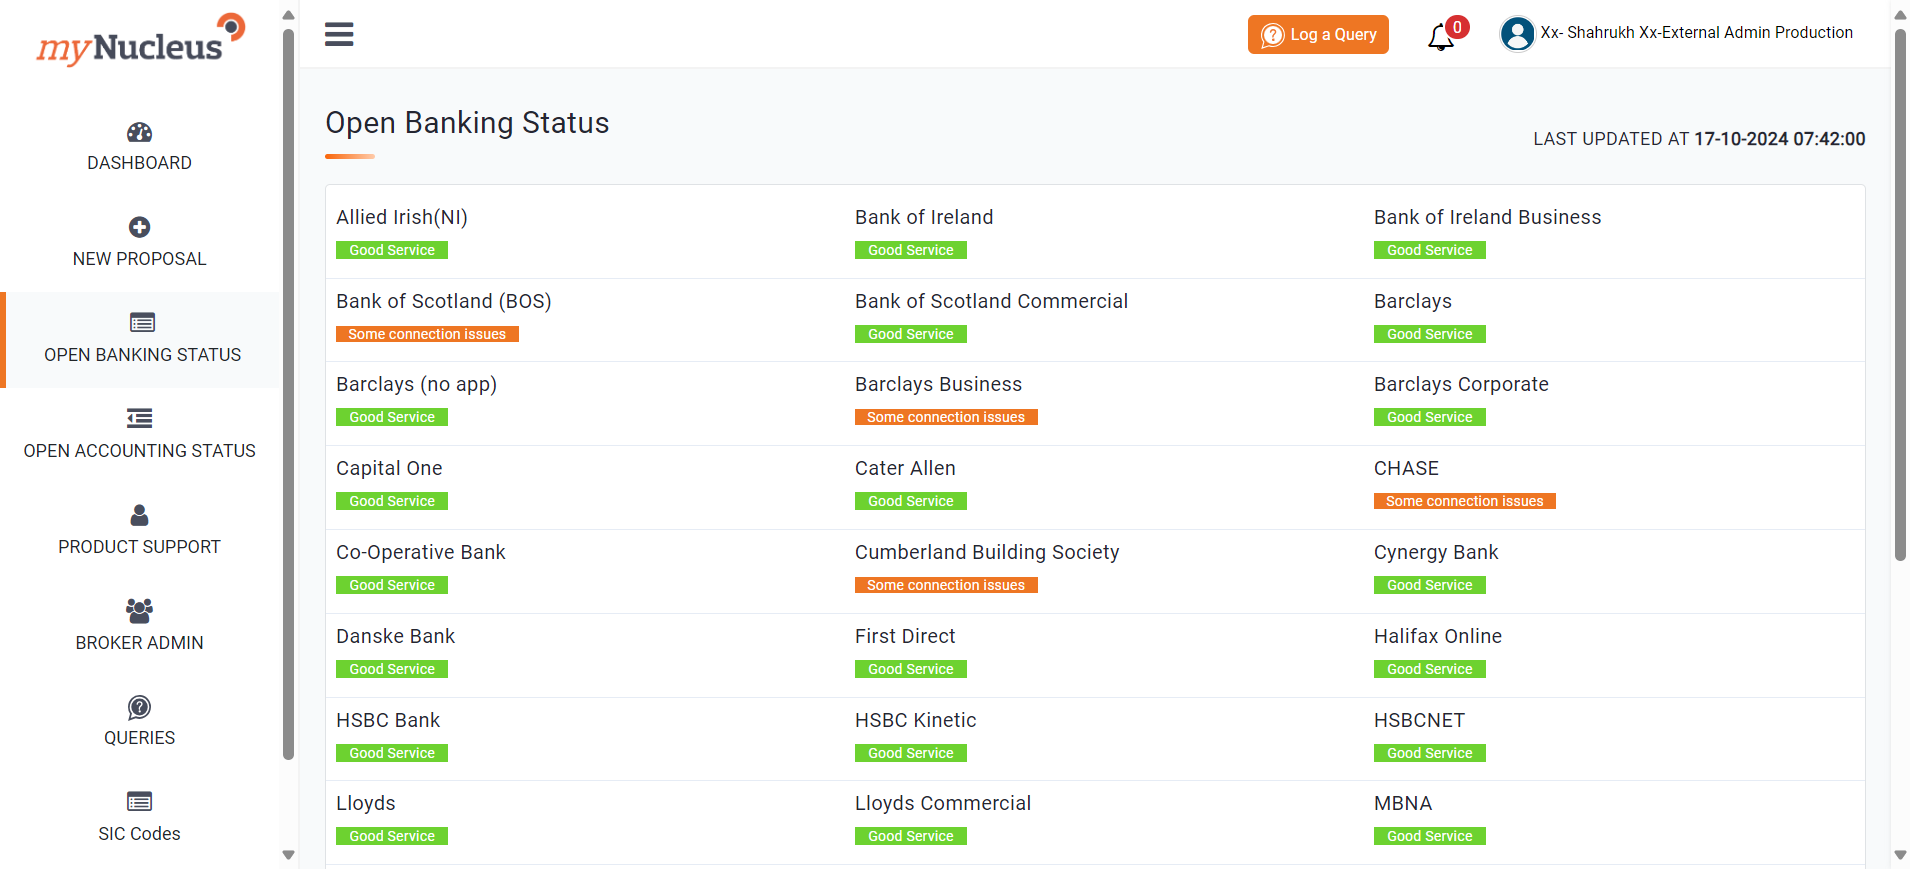 myNucleus
DASHBOARD
NEW PROPOSAL
OPEN BANKING STATUS
OPEN ACCOUNTING STATUS
PRODUCT SUPPORT
BROKER ADMIN
QUERIES
SIC Codes
? Log a Query
0
Xx- Shahrukh Xx-External Admin Production
Open Banking Status
LAST UPDATED AT 17-10-2024 07:42:00
Allied Irish(NI)
Good Service
Bank of Ireland
Good Service
Bank of Ireland Business
Good Service
Bank of Scotland (BOS)
Some connection issues
Bank of Scotland Commercial
Good Service
Barclays
Good Service
Barclays (no app)
Good Service
Barclays Business
Some connection issues
Barclays Corporate
Good Service
Capital One
Good Service
Cater Allen
Good Service
CHASE
Some connection issues
Co-Operative Bank
Good Service
Cumberland Building Society
Some connection issues
Cynergy Bank
Good Service
Danske Bank
Good Service
First Direct
Good Service
Halifax Online
Good Service
HSBC Bank
Good Service
HSBC Kinetic
Good Service
HSBCNET
Good Service
Lloyds
Good Service
Lloyds Commercial
Good Service
MBNA
Good Service